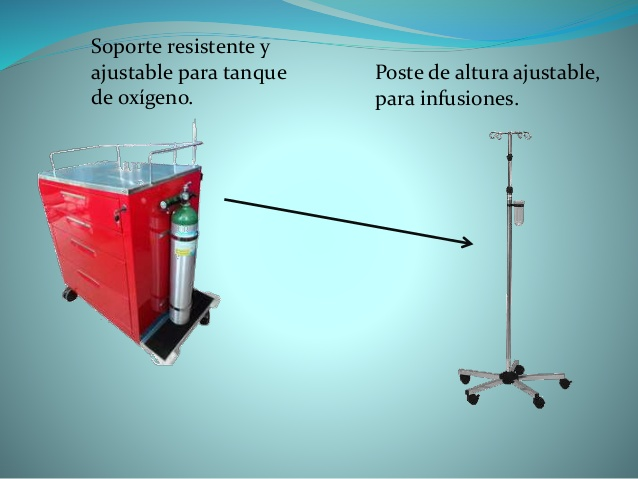 Soporte resistente y
ajustable para tanque
de oxígeno.
Poste de altura ajustable,
para infusiones.